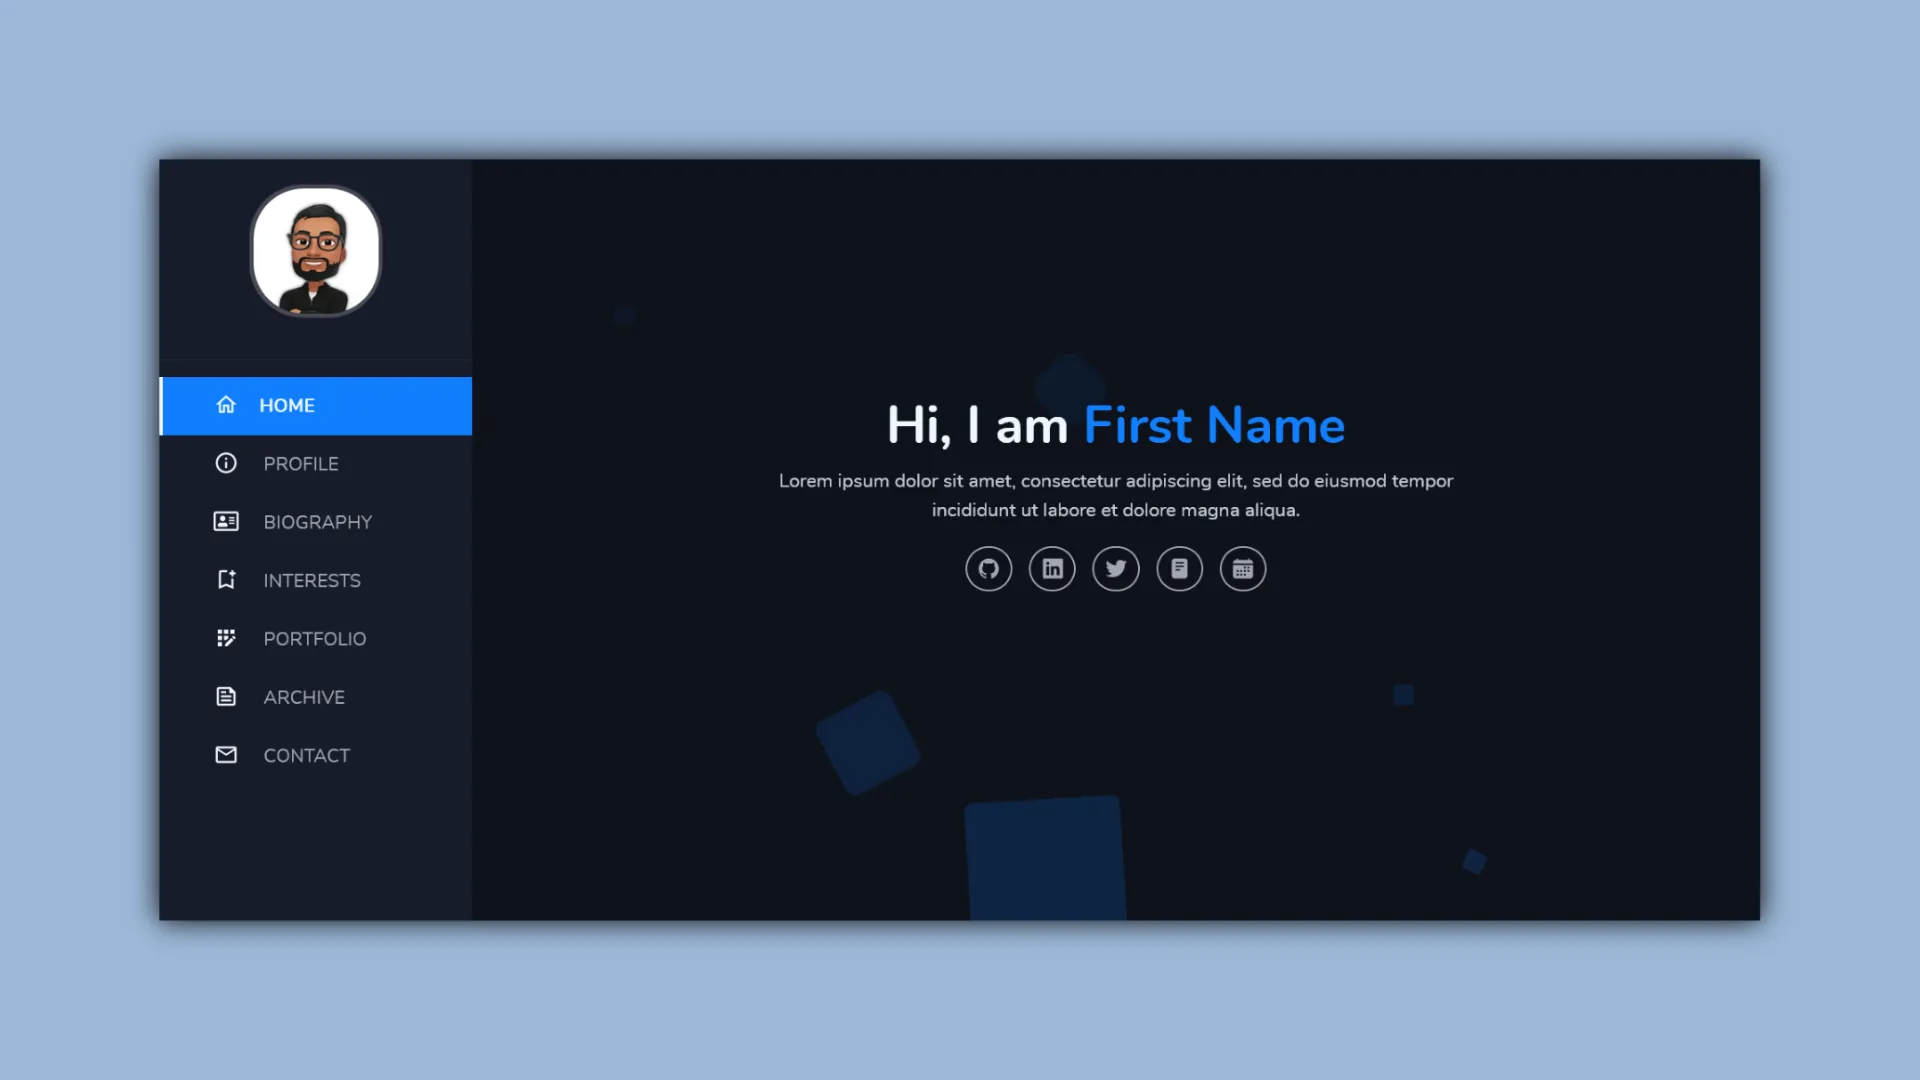 HOME
PROFILE
BIOGRAPHY
INTERESTS
PORTFOLIO
ARCHIVE
CONTACT
Hi, I am First Name
Lorem ipsum dolor sit amet, consectetur adipiscing elit, sed do eiusmod tempor
incididunt ut labore et dolore magna aliqua.